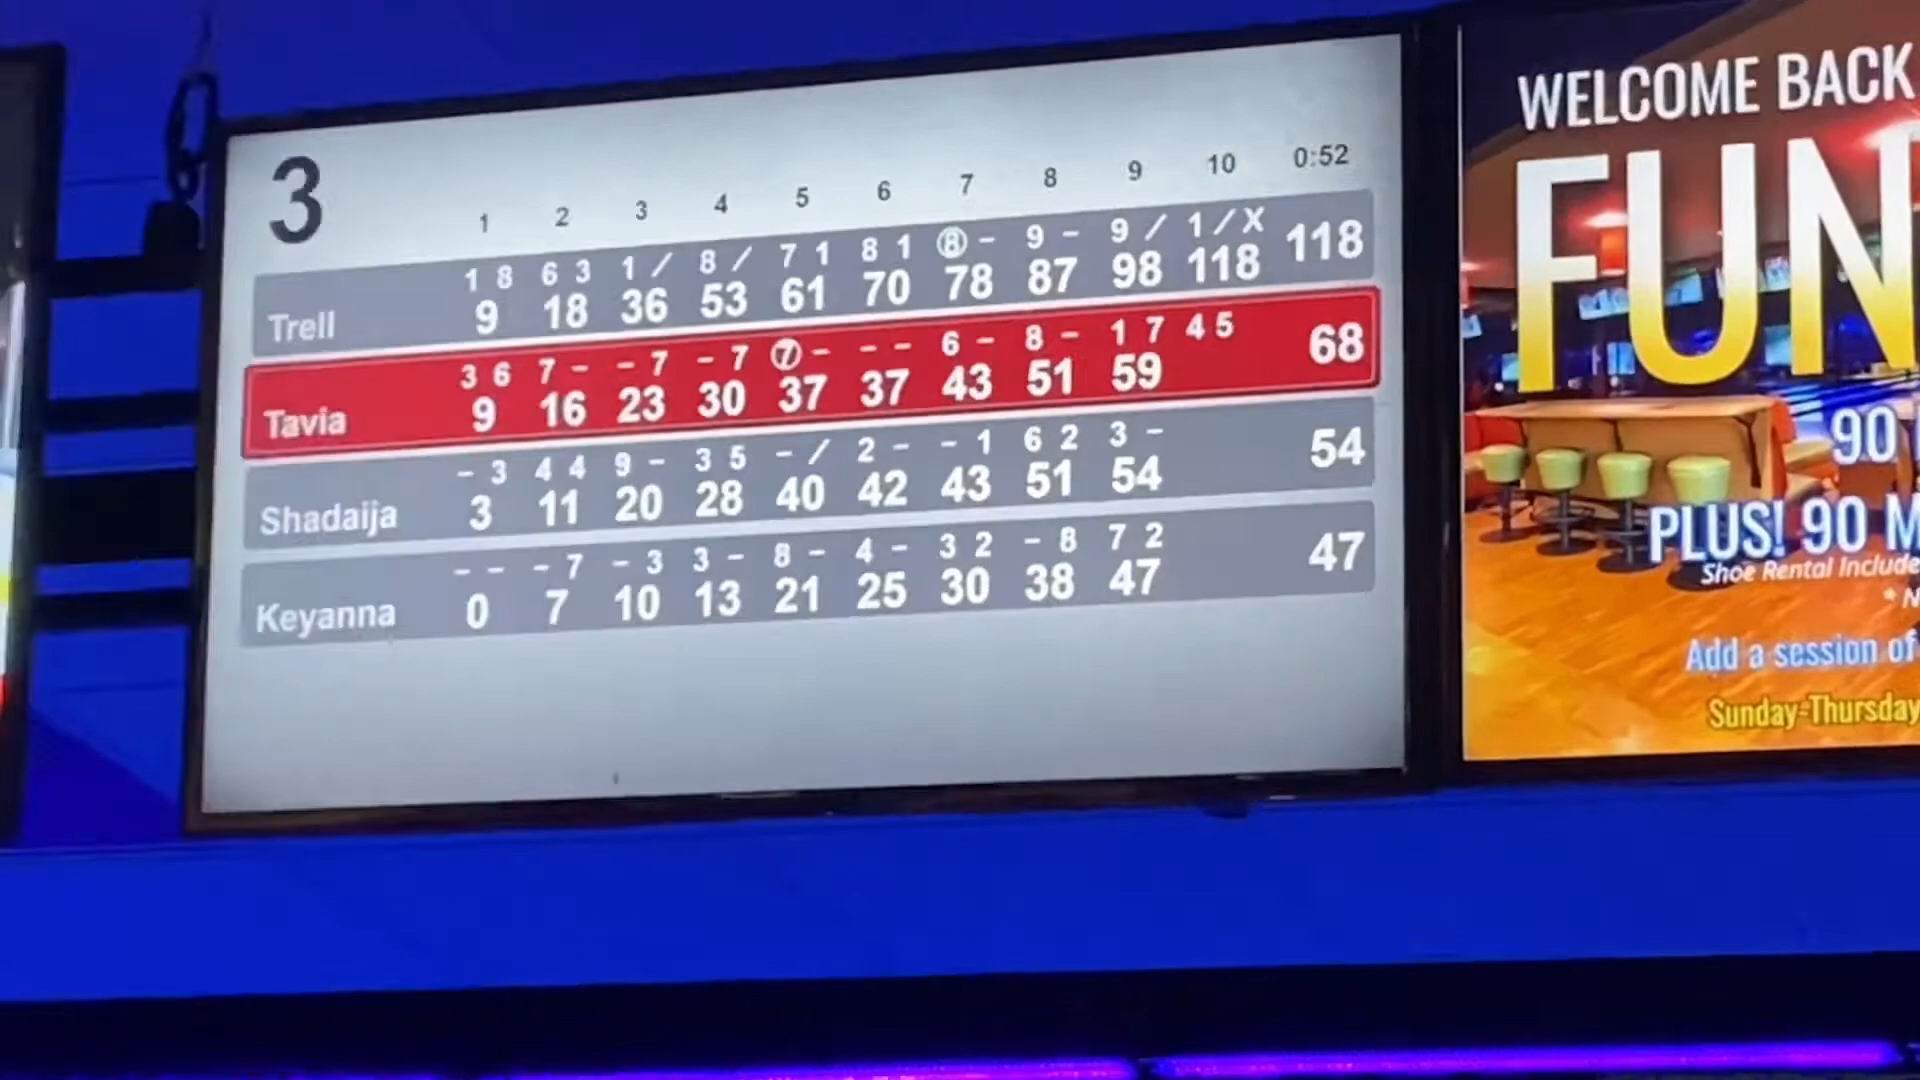 3
1 2 3 4 5 6 7 8 9 10 0:52
1 8 6 3 1 / 8 / 7 1 8 1 ⑧ - 9 - 9 / 1 / X
Trell 9 18 36 53 61 70 78 87 98 118 118
3 6 7 - - 7 - 7 ⑦ - - - 6 - 8 - 1 7 4 5
Tavia 9 16 23 30 37 37 43 51 59 68
- 3 4 4 9 - 3 5 - / 2 - - 1 6 2 3 -
Shadaija 3 11 20 28 40 42 43 51 54 54
- - - 7 - 3 3 - 8 - 4 - 3 2 - 8 7 2
Keyanna 0 7 10 13 21 25 30 38 47 47
WELCOME BACK
FUN
90
PLUS! 90 M
Shoe Rental Include
* N
Add a session of
Sunday-Thursday